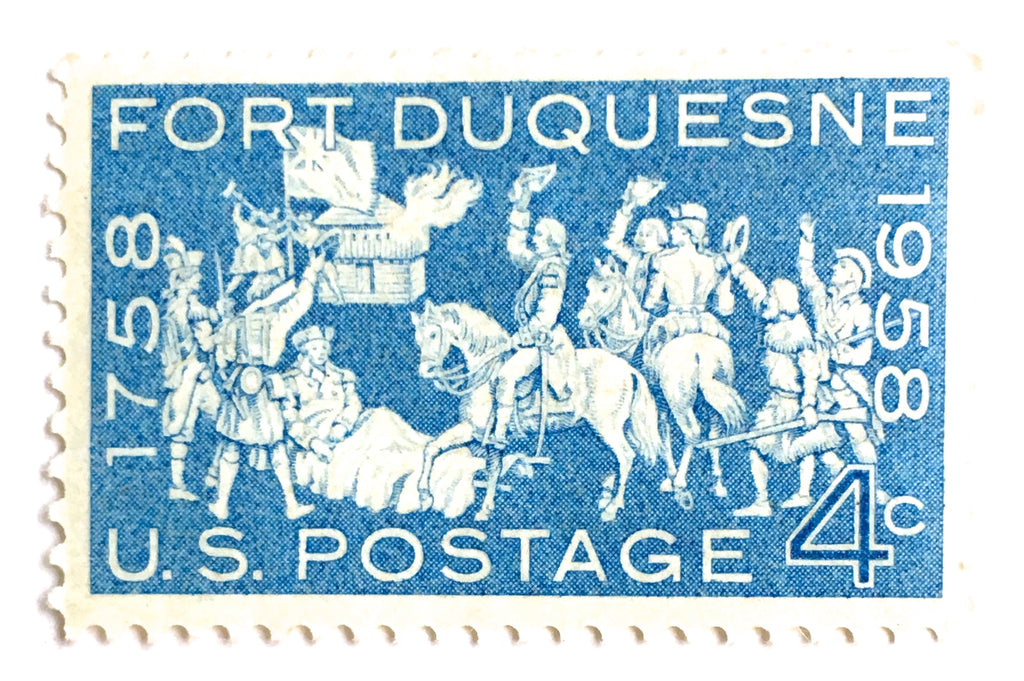 FORT DUQUESNE
1758
1958
U.S. POSTAGE 4c